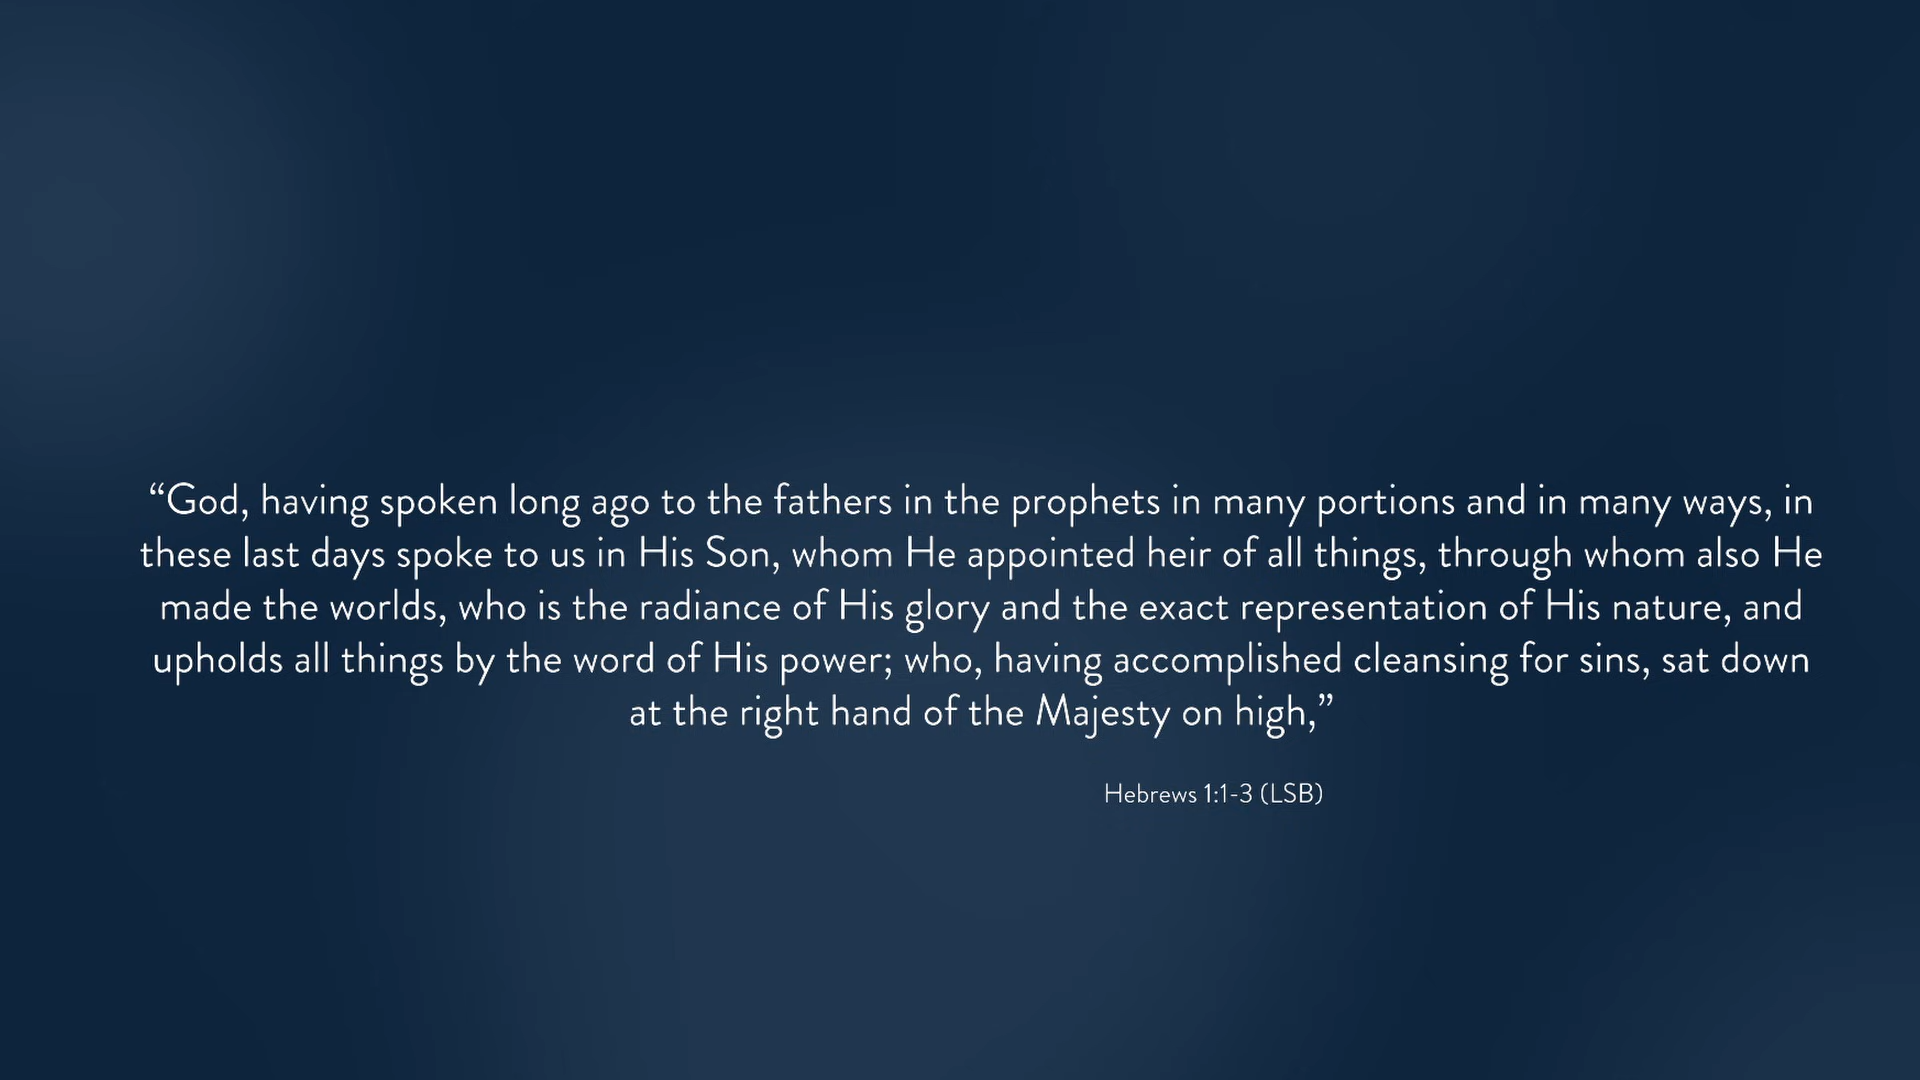 “God, having spoken long ago to the fathers in the prophets in many portions and in many ways, in
these last days spoke to us in His Son, whom He appointed heir of all things, through whom also He
made the worlds, who is the radiance of His glory and the exact representation of His nature, and
upholds all things by the word of His power; who, having accomplished cleansing for sins, sat down
at the right hand of the Majesty on high,”
Hebrews 1:1-3 (LSB)